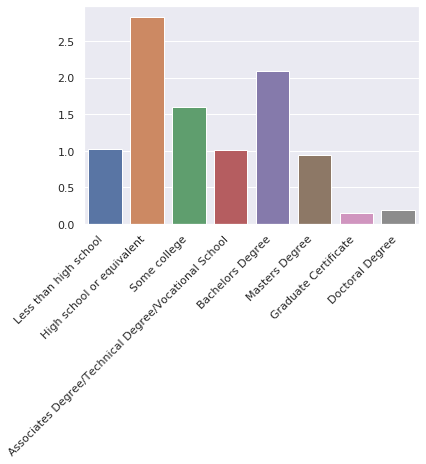 2.5
2.0
1.5
1.0
0.5
0.0
Less than high school
High school or equivalent
Some college
Associates Degree/Technical Degree/Vocational School
Bachelors Degree
Masters Degree
Graduate Certificate
Doctoral Degree